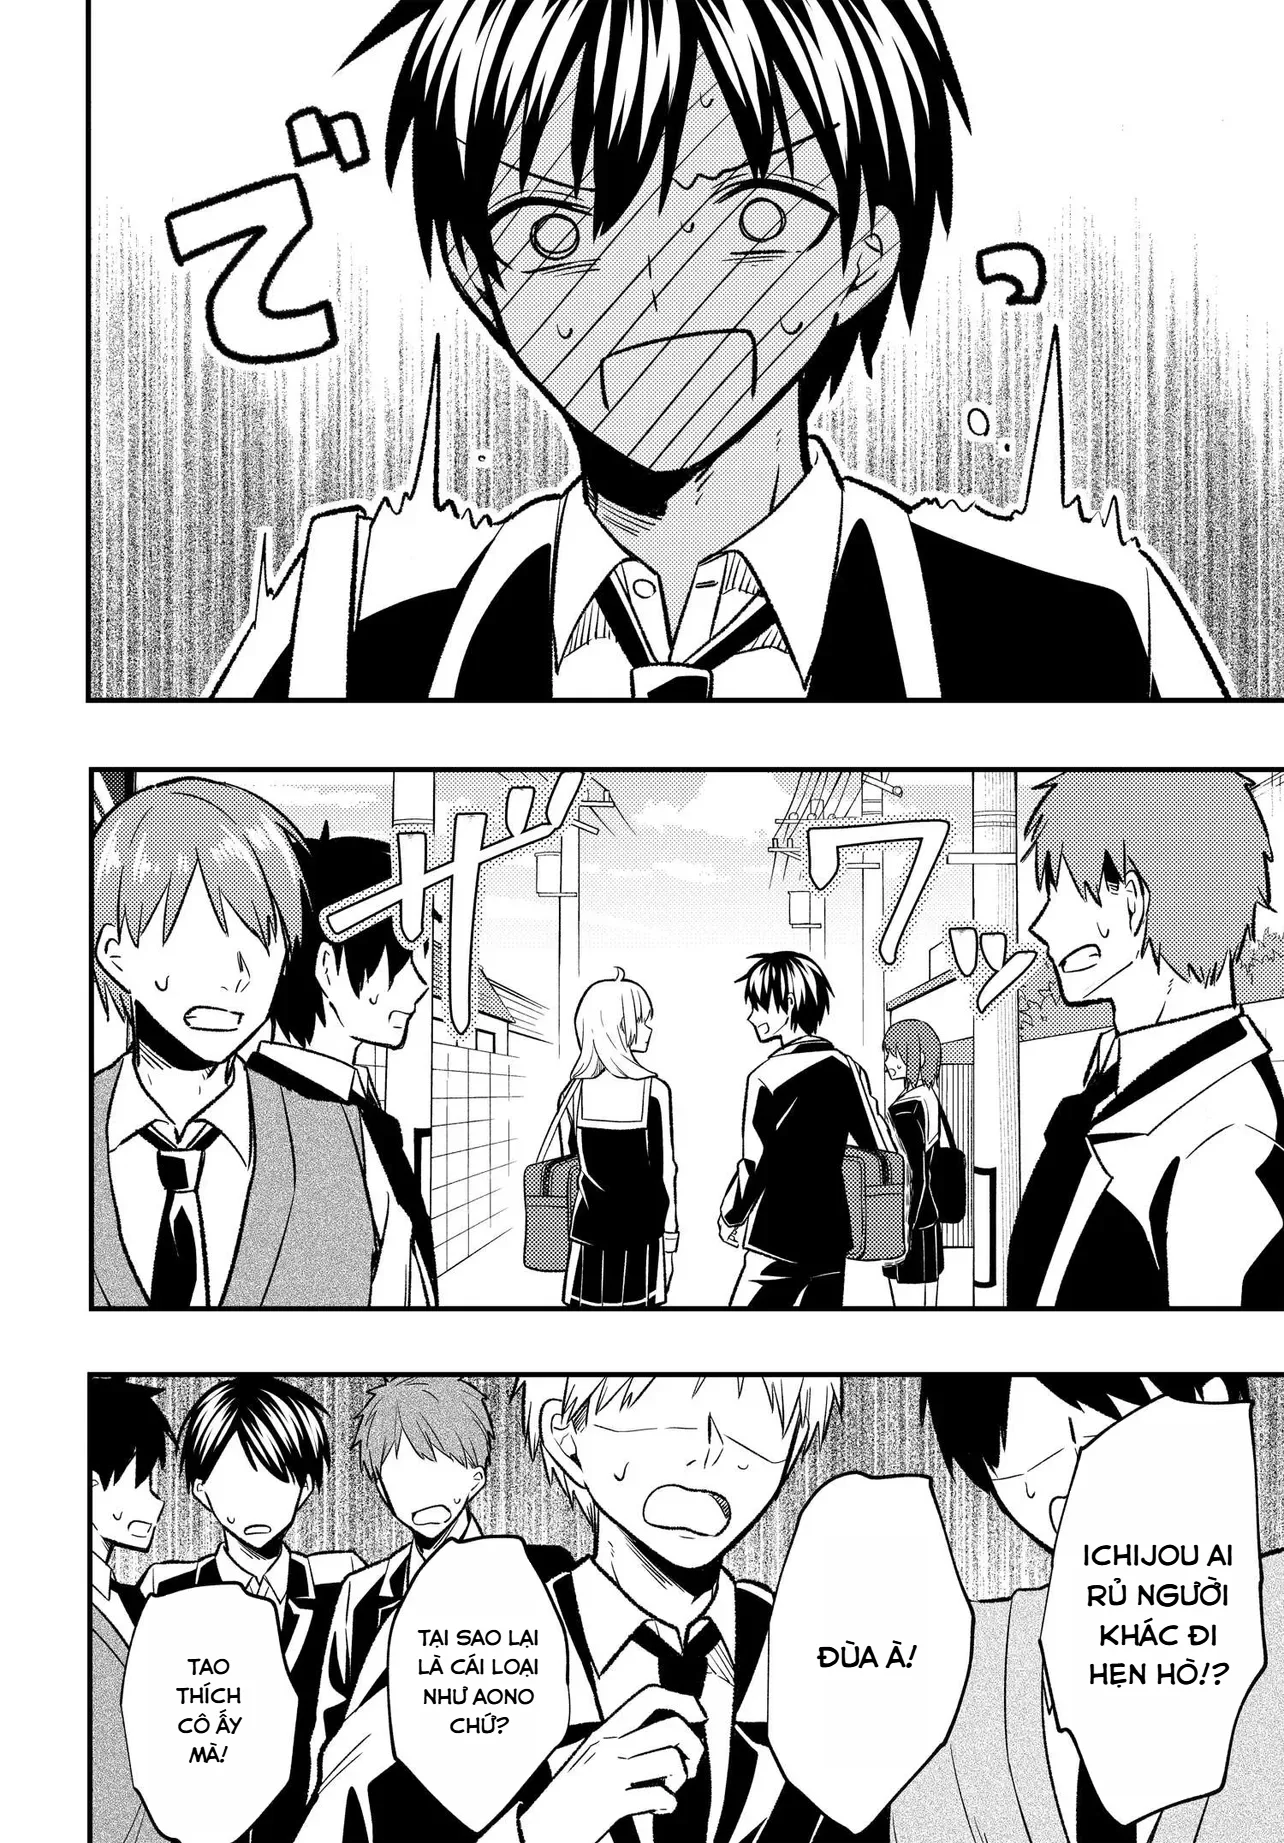 でっ
ザワッ
ICHIJOU AI
RỦ NGƯỜI
KHÁC ĐI
HẸN HÒ!?
ĐÙA À!
TẠI SAO LẠI
LÀ CÁI LOẠI
NHƯ AONO
CHỨ?
TAO
THÍCH
CÔ ẤY
MÀ!